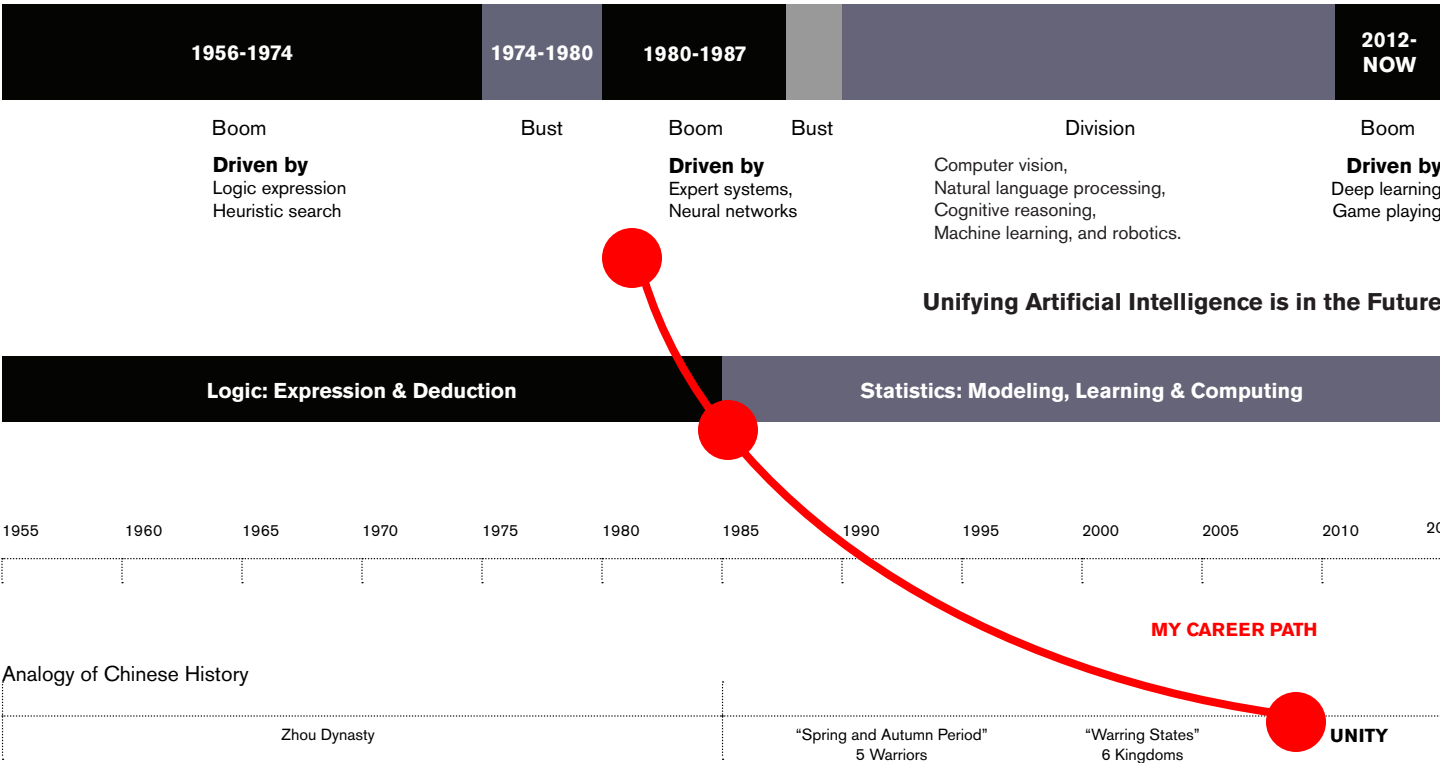 1956-1974
1974-1980
1980-1987
2012-
NOW
Boom
Bust
Boom
Bust
Division
Boom
Driven by
Logic expression
Heuristic search
Driven by
Expert systems,
Neural networks
Computer vision,
Natural language processing,
Cognitive reasoning,
Machine learning, and robotics.
Driven by
Deep learning
Game playing
Unifying Artificial Intelligence is in the Future
Logic: Expression & Deduction
Statistics: Modeling, Learning & Computing
1955
1960
1965
1970
1975
1980
1985
1990
1995
2000
2005
2010
MY CAREER PATH
Analogy of Chinese History
Zhou Dynasty
“Spring and Autumn Period”
5 Warriors
“Warring States”
6 Kingdoms
UNITY